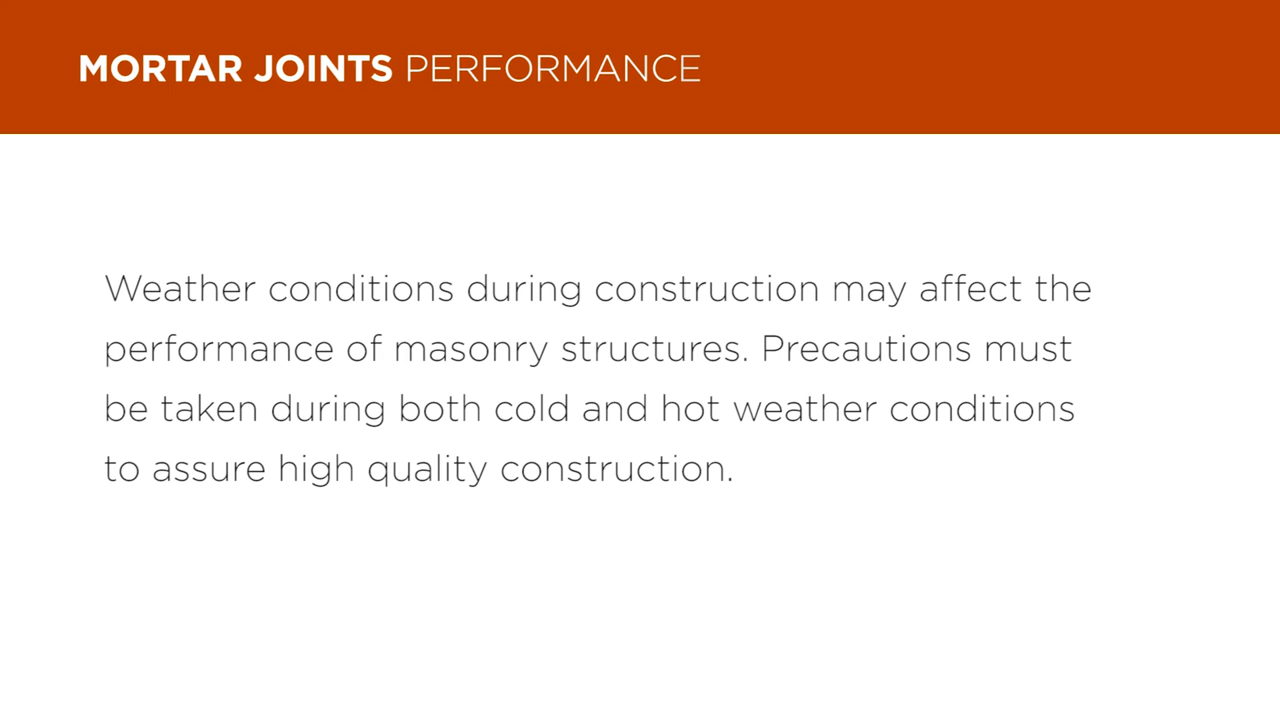 MORTAR JOINTS PERFORMANCE
Weather conditions during construction may affect the
performance of masonry structures. Precautions must
be taken during both cold and hot weather conditions
to assure high quality construction.